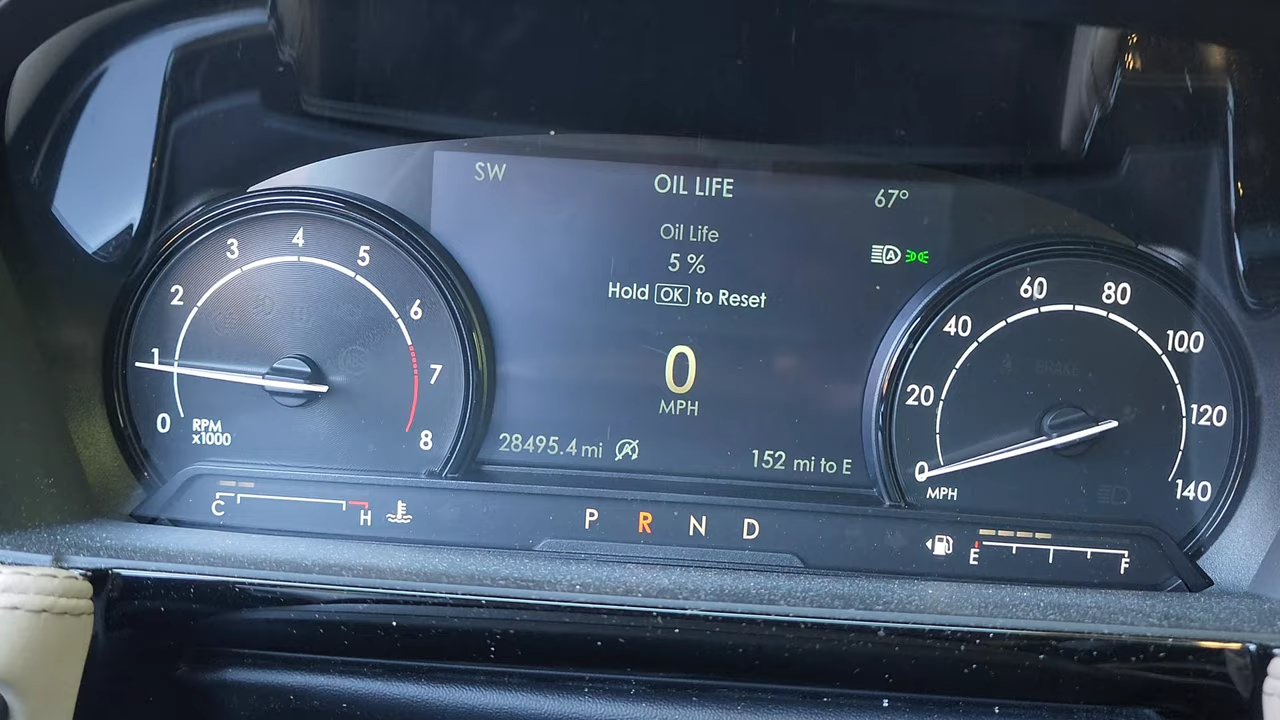 SW
OIL LIFE
67°
Oil Life
5 %
Hold OK to Reset
0
MPH
28495.4 mi
152 mi to E
0
1
2
3
4
5
6
7
8
RPM
x1000
0
20
40
60
80
100
120
140
MPH
BRAKE
C
H
P R N D
E
F